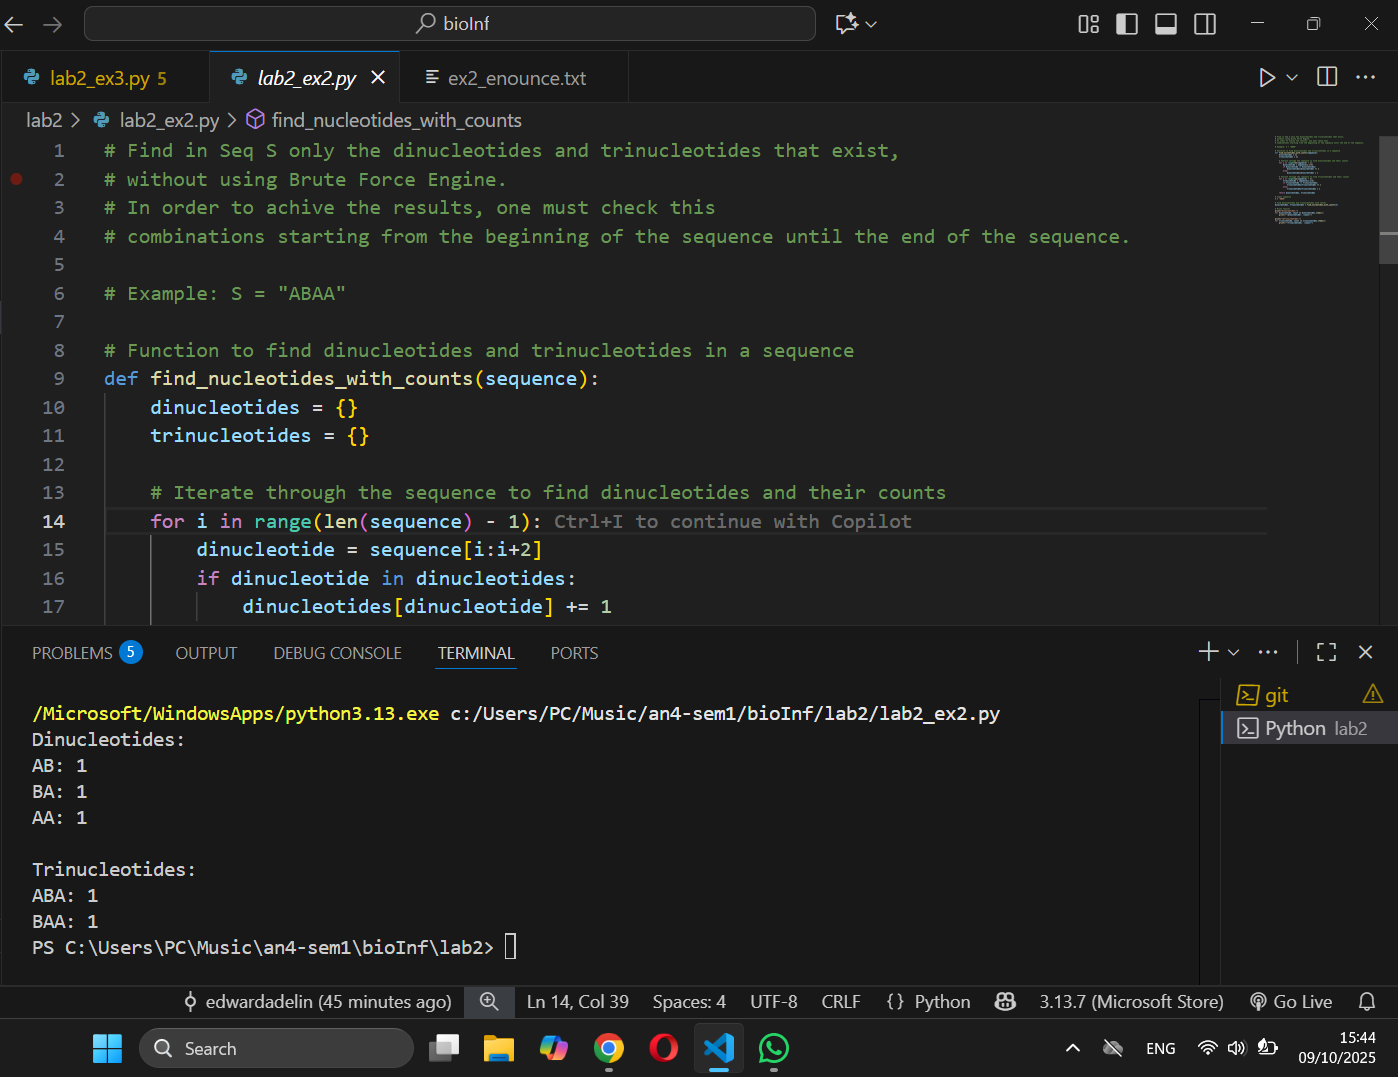 bioInf
lab2_ex3.py 5
lab2_ex2.py
ex2_enounce.txt
lab2 > lab2_ex2.py > find_nucleotides_with_counts
1 # Find in Seq S only the dinucleotides and trinucleotides that exist,
2 # without using Brute Force Engine.
3 # In order to achive the results, one must check this
4 # combinations starting from the beginning of the sequence until the end of the sequence.
5
6 # Example: S = "ABAA"
7
8 # Function to find dinucleotides and trinucleotides in a sequence
9 def find_nucleotides_with_counts(sequence):
10 dinucleotides = {}
11 trinucleotides = {}
12
13 # Iterate through the sequence to find dinucleotides and their counts
14 for i in range(len(sequence) - 1): Ctrl+I to continue with Copilot
15 dinucleotide = sequence[i:i+2]
16 if dinucleotide in dinucleotides:
17 dinucleotides[dinucleotide] += 1
PROBLEMS 5 OUTPUT DEBUG CONSOLE TERMINAL PORTS
/Microsoft/WindowsApps/python3.13.exe c:/Users/PC/Music/an4-sem1/bioInf/lab2/lab2_ex2.py
Dinucleotides:
AB: 1
BA: 1
AA: 1
Trinucleotides:
ABA: 1
BAA: 1
PS C:\Users\PC\Music\an4-sem1\bioInf\lab2>
git
Python lab2
edwardadelin (45 minutes ago) Ln 14, Col 39 Spaces: 4 UTF-8 CRLF {} Python 3.13.7 (Microsoft Store) Go Live
Search
ENG
15:44
09/10/2025